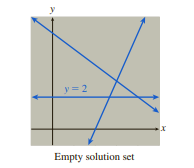 y
y = 2
x
Empty solution set